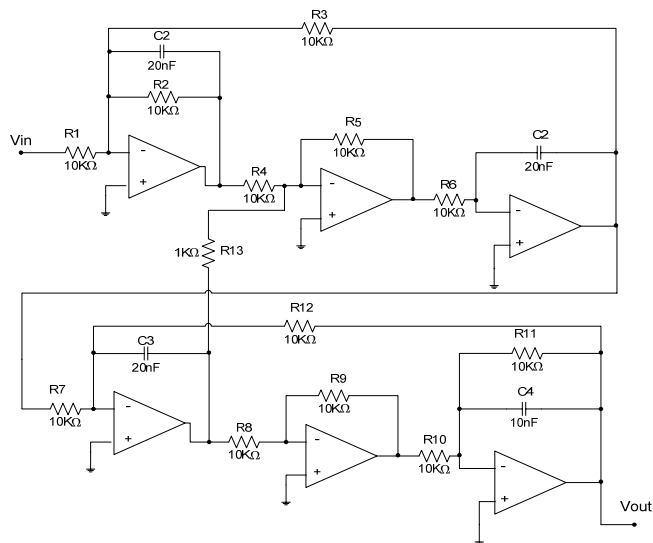 R3
10KΩ
C2
20nF
R2
10KΩ
Vin
R1
10KΩ
-
+
R4
10KΩ
R5
10KΩ
-
+
R6
10KΩ
C2
20nF
-
+
1KΩ R13
R12
10KΩ
C3
20nF
R7
10KΩ
-
+
R8
10KΩ
R9
10KΩ
-
+
R10
10KΩ
R11
10KΩ
C4
10nF
-
+
Vout